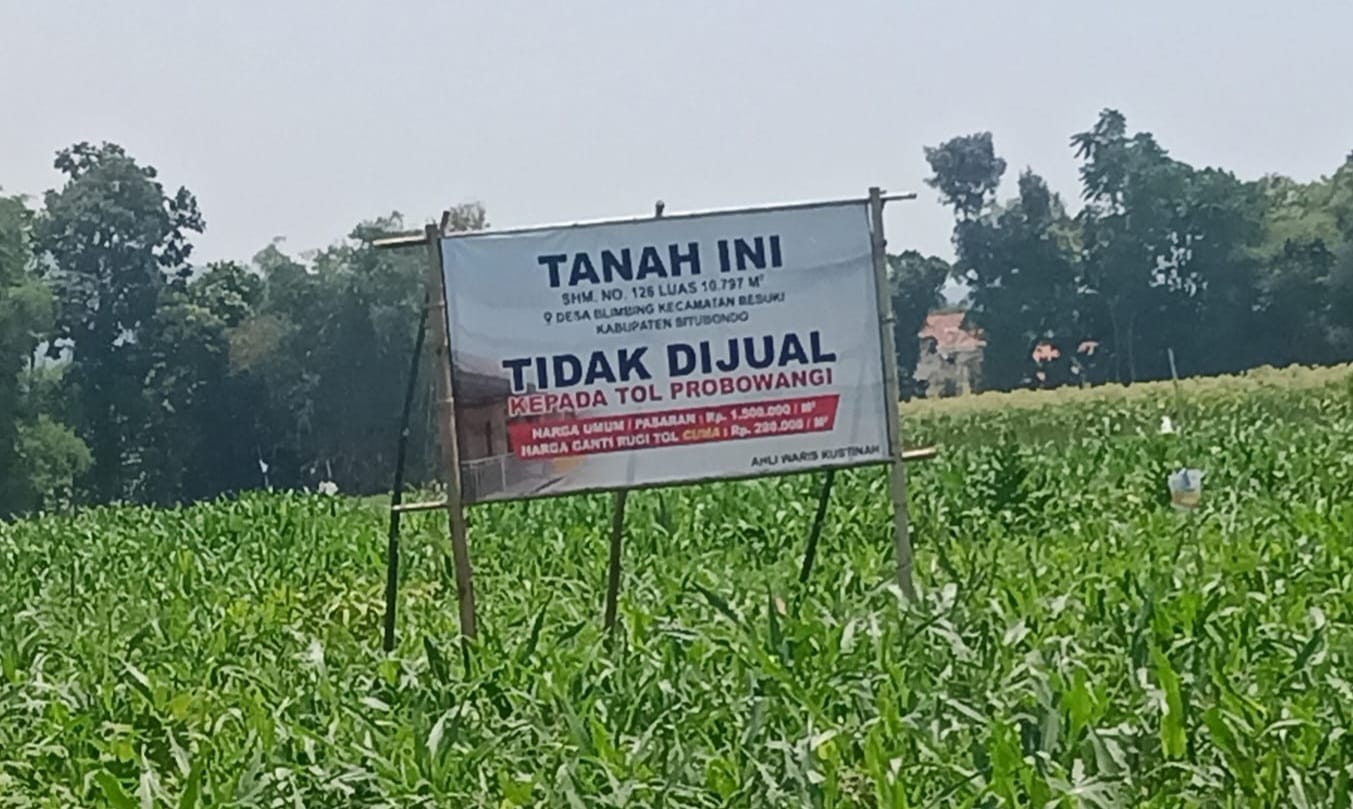 TANAH INI
SHM. NO. 126 LUAS 10.797 M²
DESA BLIMBING KECAMATAN BESUKI
KABUPATEN SITUBONDO
TIDAK DIJUAL
KEPADA TOL PROBOWANGI
HARGA UMUM / PASARAN : Rp. 1.500.000 / M²
HARGA GANTI RUGI TOL CUMA : Rp. 280.000 / M²
AHLI WARIS KUSTINAH